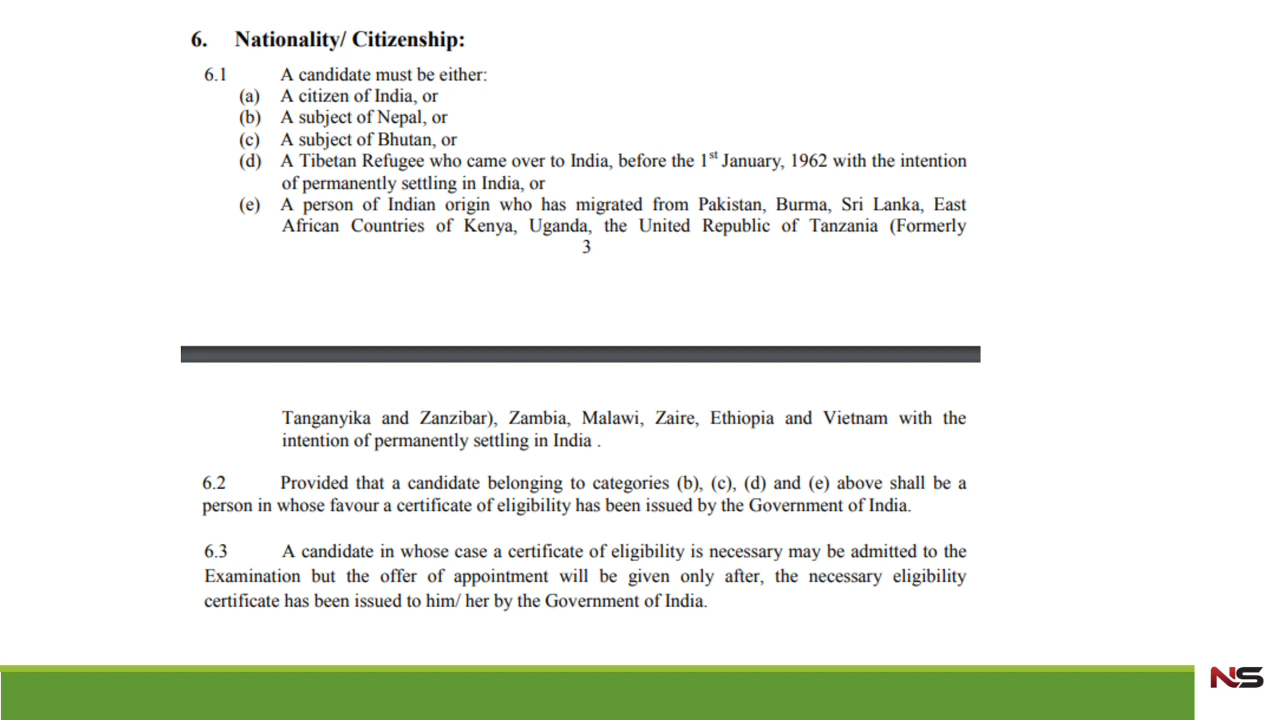 6. Nationality/ Citizenship:
6.1 A candidate must be either:
(a) A citizen of India, or
(b) A subject of Nepal, or
(c) A subject of Bhutan, or
(d) A Tibetan Refugee who came over to India, before the 1st January, 1962 with the intention
of permanently settling in India, or
(e) A person of Indian origin who has migrated from Pakistan, Burma, Sri Lanka, East
African Countries of Kenya, Uganda, the United Republic of Tanzania (Formerly
3
Tanganyika and Zanzibar), Zambia, Malawi, Zaire, Ethiopia and Vietnam with the
intention of permanently settling in India .
6.2 Provided that a candidate belonging to categories (b), (c), (d) and (e) above shall be a
person in whose favour a certificate of eligibility has been issued by the Government of India.
6.3 A candidate in whose case a certificate of eligibility is necessary may be admitted to the
Examination but the offer of appointment will be given only after, the necessary eligibility
certificate has been issued to him/ her by the Government of India.
NS